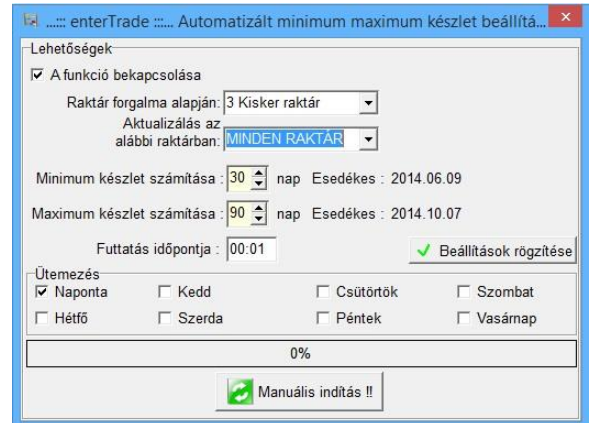 ...::: enterTrade :::... Automatizált minimum maximum készlet beállítá...
Lehetőségek
A funkció bekapcsolása
Raktár forgalma alapján: 3 Kisker raktár
Aktualizálás az
alábbi raktárban: MINDEN RAKTÁR
Minimum készlet számítása : 30 nap Esedékes : 2014.06.09
Maximum készlet számítása : 90 nap Esedékes : 2014.10.07
Futtatás időpontja : 00:01 Beállítások rögzítése
Ütemezés
Naponta Kedd Csütörtök Szombat
Hétfő Szerda Péntek Vasárnap
0%
Manuális indítás !!